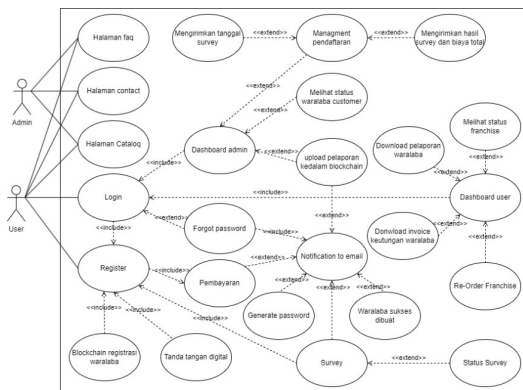 Halaman faq
Mengirimkan tanggal
survey
<<extend>>
Managment
pendaftaran
<<extend>>
Mengirimkan hasil
survey dan biaya total
Admin
Halaman contact
<<extend>>
Melihat status
waralaba customer
Melihat status
franchise
Halaman Cataloq
<<include>>
Dashboard admin
<<extend>>
<<extend>>
upload pelaporan
kedalam blockchain
Download pelaporan
waralaba
<<extend>>
<<extend>>
User
Login
<<include>>
Dashboard user
<<extend>>
Forgot password
<<include>>
<<extend>>
Donwload invoice
keutungan waralaba
<<extend>>
<<include>>
Register
<<include>>
Pembayaran
<<extend>>
Notification to email
<<extend>>
Re-Order Franchise
<<extend>>
<<extend>>
<<include>>
<<include>>
Generate password
<<include>>
<<extend>>
Waralaba sukses
dibuat
Blockchain registrasi
waralaba
Tanda tangan digital
Survey
<<extend>>
Status Survey